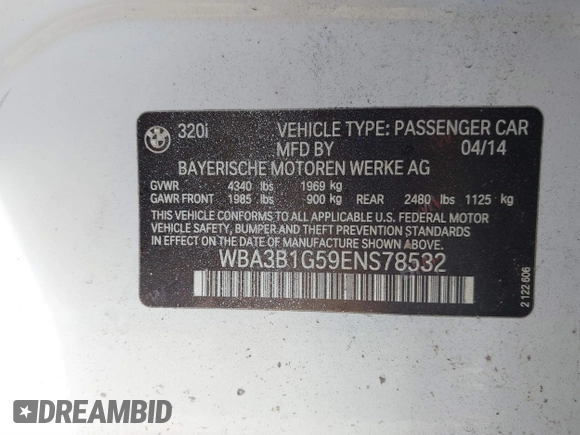 BMW
320i VEHICLE TYPE: PASSENGER CAR
MFD BY 04/14
BAYERISCHE MOTOREN WERKE AG
GVWR 4340 lbs 1969 kg
GAWR FRONT 1985 lbs 900 kg REAR 2480 lbs 1125 kg
THIS VEHICLE CONFORMS TO ALL APPLICABLE U.S. FEDERAL MOTOR
VEHICLE SAFETY, BUMPER AND THEFT PREVENTION STANDARDS IN
EFFECT ON THE DATE OF MANUFACTURE SHOWN ABOVE.
WBA3B1G59ENS78532
2 122 606
DREAMBID